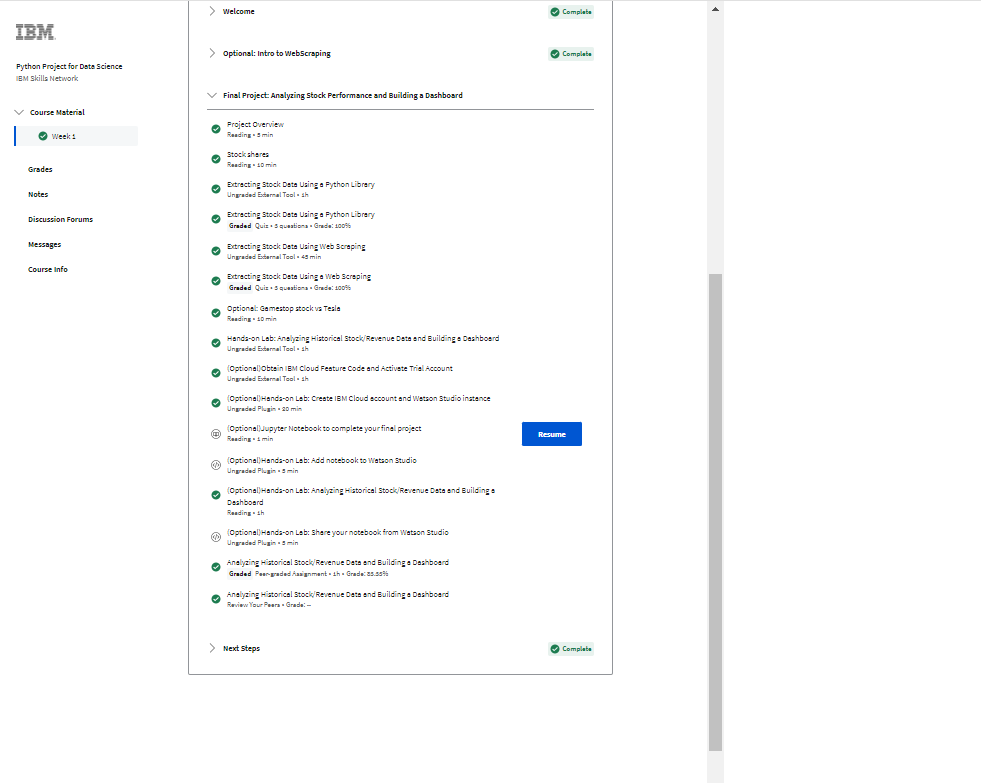 IBM
Python Project for Data Science
IBM Skills Network
Course Material
Week 1
Grades
Notes
Discussion Forums
Messages
Course Info
Welcome
Complete
Optional: Intro to WebScraping
Complete
Final Project: Analyzing Stock Performance and Building a Dashboard
Project Overview
Reading • 5 min
Stock shares
Reading • 10 min
Extracting Stock Data Using a Python Library
Ungraded External Tool • 1h
Extracting Stock Data Using a Python Library
Graded Quiz • 3 questions • Grade: 100%
Extracting Stock Data Using Web Scraping
Ungraded External Tool • 45 min
Extracting Stock Data Using a Web Scraping
Graded Quiz • 3 questions • Grade: 100%
Optional: Gamestop stock vs Tesla
Reading • 10 min
Hands-on Lab: Analyzing Historical Stock/Revenue Data and Building a Dashboard
Ungraded External Tool • 1h
(Optional)Obtain IBM Cloud Feature Code and Activate Trial Account
Ungraded External Tool • 1h
(Optional)Hands-on Lab: Create IBM Cloud account and Watson Studio instance
Ungraded Plugin • 20 min
(Optional)Jupyter Notebook to complete your final project
Reading • 1 min
Resume
(Optional)Hands-on Lab: Add notebook to Watson Studio
Ungraded Plugin • 5 min
(Optional)Hands-on Lab: Analyzing Historical Stock/Revenue Data and Building a
Dashboard
Reading • 1h
(Optional)Hands-on Lab: Share your notebook from Watson Studio
Ungraded Plugin • 5 min
Analyzing Historical Stock/Revenue Data and Building a Dashboard
Graded Peer-graded Assignment • 1h • Grade:
Analyzing Historical Stock/Revenue Data and Building a Dashboard
Review Your Peers • Grade: --
Next Steps
Complete